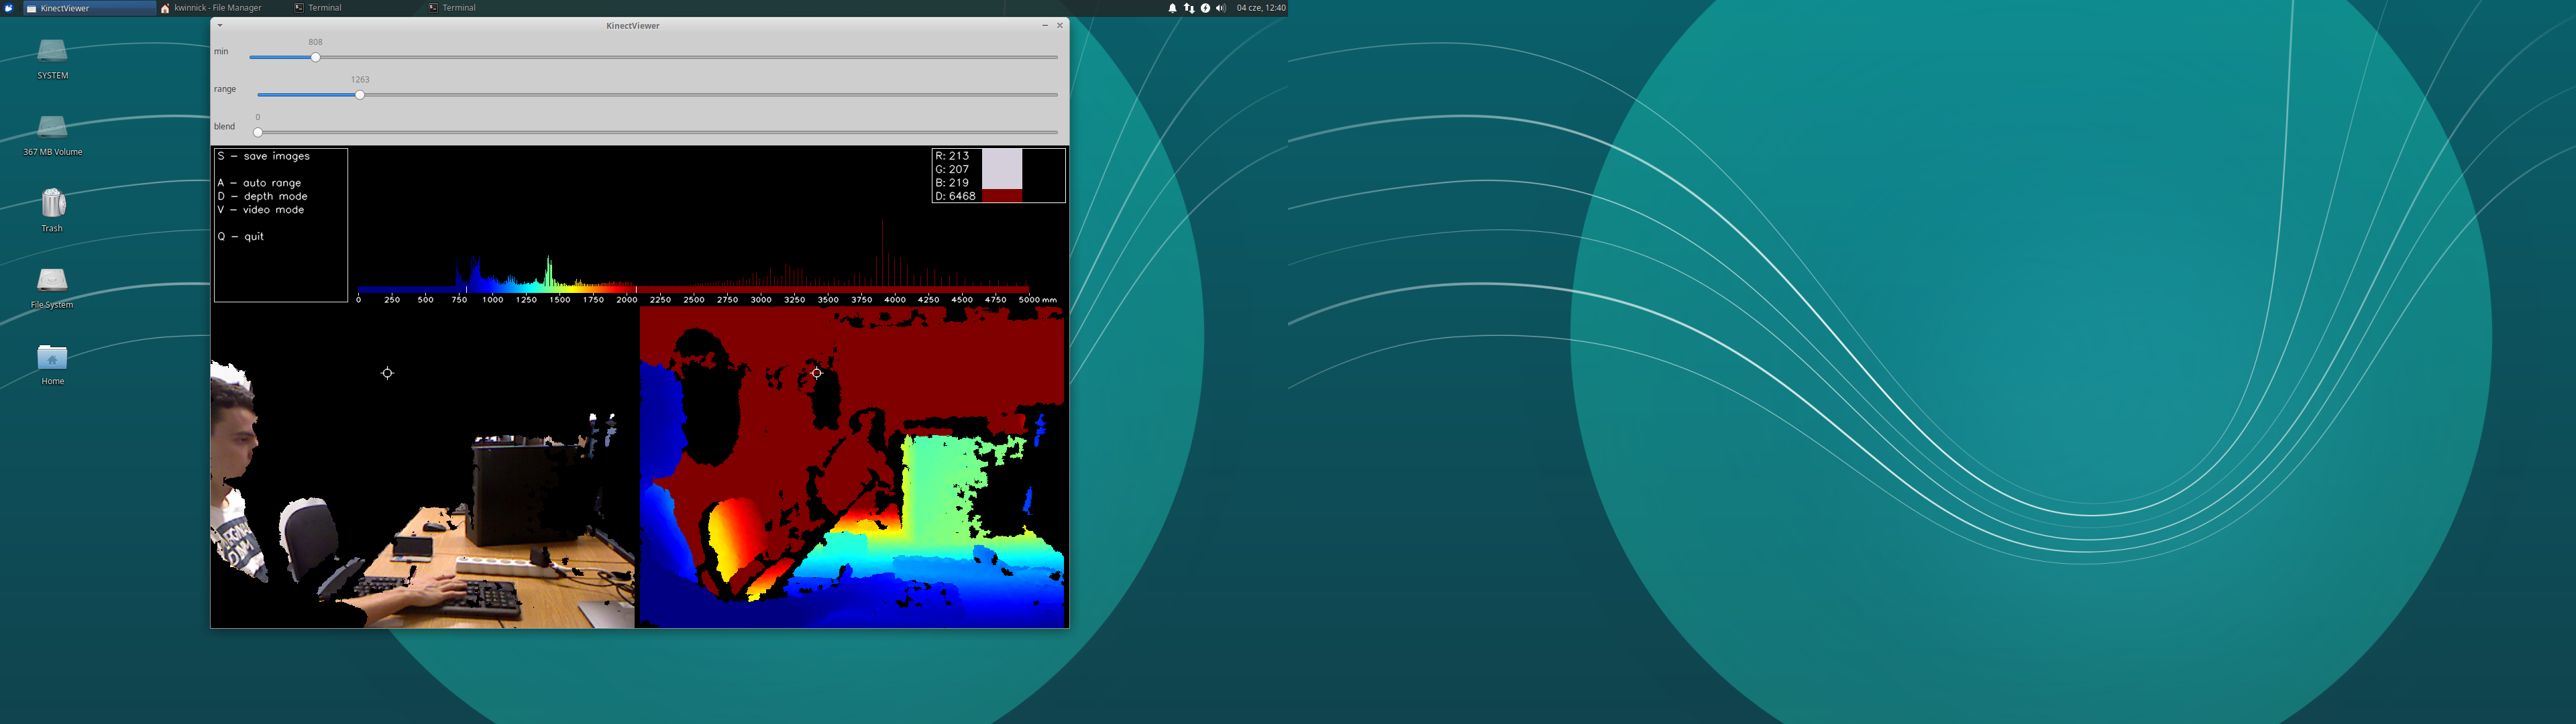 KinectViewer
kwinnick - File Manager
Terminal
Terminal
04 cze, 12:40
SYSTEM
367 MB Volume
Trash
File System
Home
KinectViewer
min
808
range
1263
blend
0
S - save images
A - auto range
D - depth mode
V - video mode
Q - quit
R: 213
G: 207
B: 219
D: 6468
0 250 500 750 1000 1250 1500 1750 2000 2250 2500 2750 3000 3250 3500 3750 4000 4250 4500 4750 5000 mm